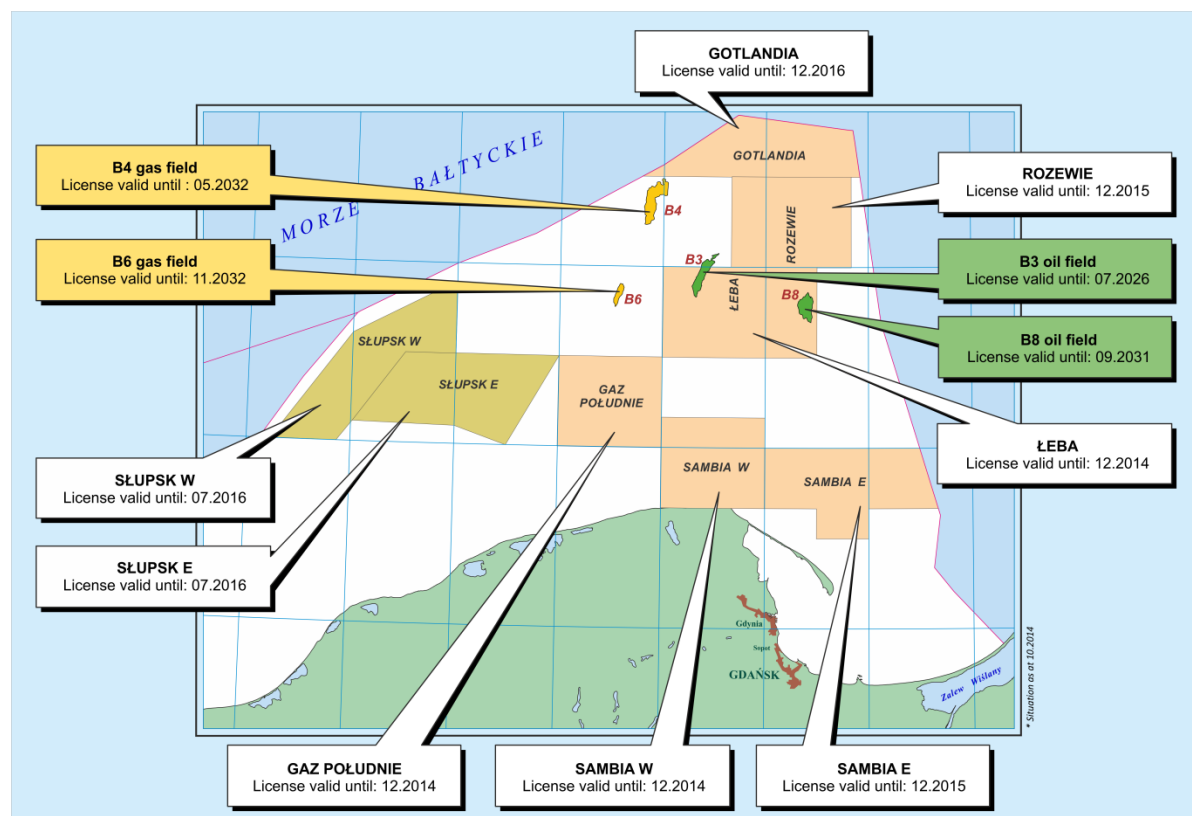 GOTLANDIA
License valid until: 12.2016
B4 gas field
License valid until : 05.2032
MORZE BAŁTYCKIE
GOTLANDIA
ROZEWIE
License valid until: 12.2015
B4
ROZEWIE
B6 gas field
License valid until: 11.2032
B3
B3 oil field
License valid until: 07.2026
B6
ŁEBA
B8
B8 oil field
License valid until: 09.2031
SŁUPSK W
SŁUPSK E
GAZ
POŁUDNIE
ŁEBA
License valid until: 12.2014
SŁUPSK W
License valid until: 07.2016
SAMBIA W
SAMBIA E
SŁUPSK E
License valid until: 07.2016
Gdynia
Sopot
GDAŃSK
Zalew Wiślany
* Situation as at 10.2014
GAZ POŁUDNIE
License valid until: 12.2014
SAMBIA W
License valid until: 12.2014
SAMBIA E
License valid until: 12.2015